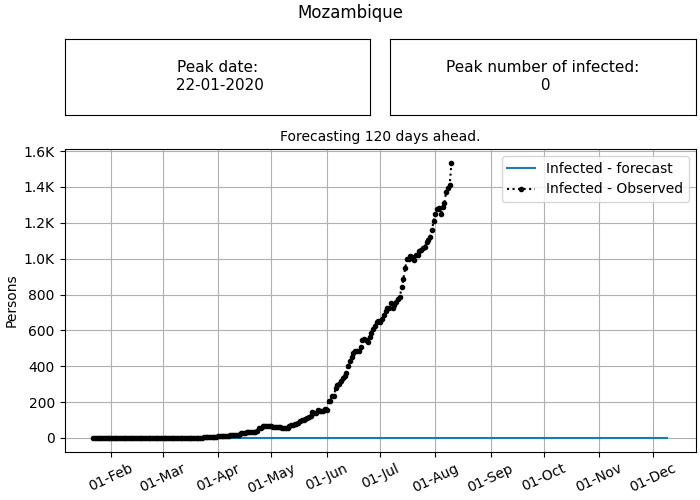 Mozambique
Peak date:
22-01-2020
Peak number of infected:
0
Forecasting 120 days ahead.
Infected - forecast
Infected - Observed
Persons
1.6K
1.4K
1.2K
1.0K
800
600
400
200
0
01-Feb
01-Mar
01-Apr
01-May
01-Jun
01-Jul
01-Aug
01-Sep
01-Oct
01-Nov
01-Dec